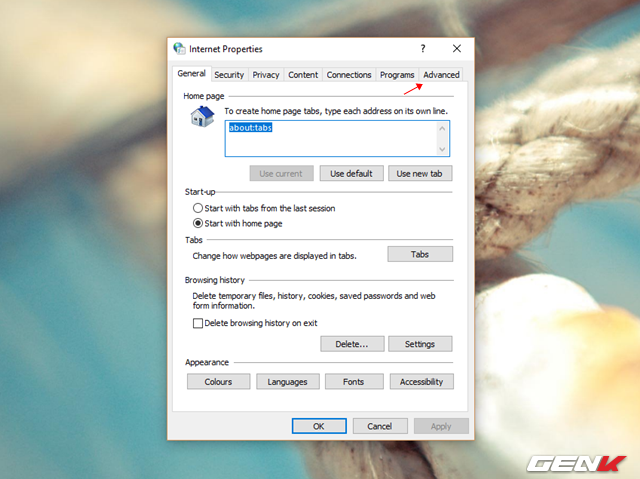 Internet Properties
?
General Security Privacy Content Connections Programs Advanced
Home page
To create home page tabs, type each address on its own line.
about:tabs
Use current Use default Use new tab
Start-up
Start with tabs from the last session
Start with home page
Tabs
Change how webpages are displayed in tabs. Tabs
Browsing history
Delete temporary files, history, cookies, saved passwords and web
form information.
Delete browsing history on exit
Delete... Settings
Appearance
Colours Languages Fonts Accessibility
OK Cancel Apply
GENK